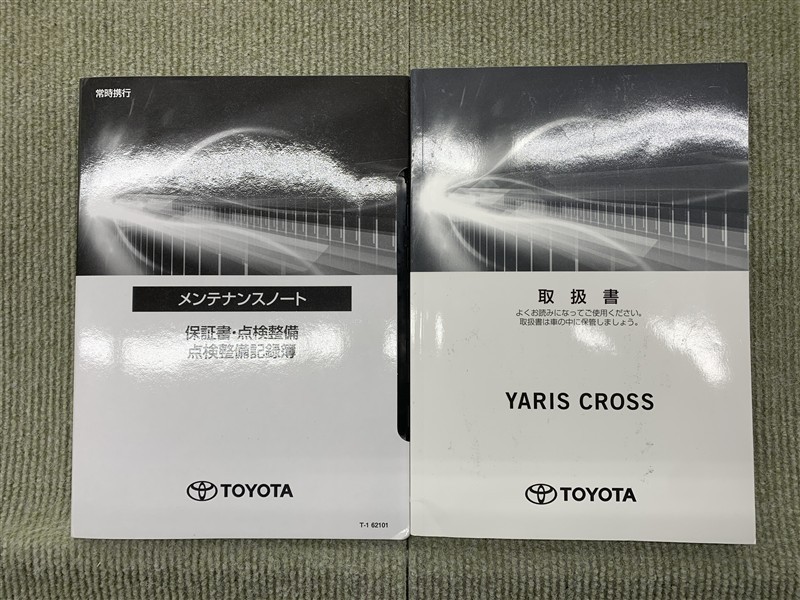 常時携行
メンテナンスノート
保証書・点検整備
点検整備記録簿
TOYOTA
T-1 62101
取扱書
よくお読みになってご使用ください。
取扱書は車の中に保管しましょう。
YARIS CROSS
TOYOTA